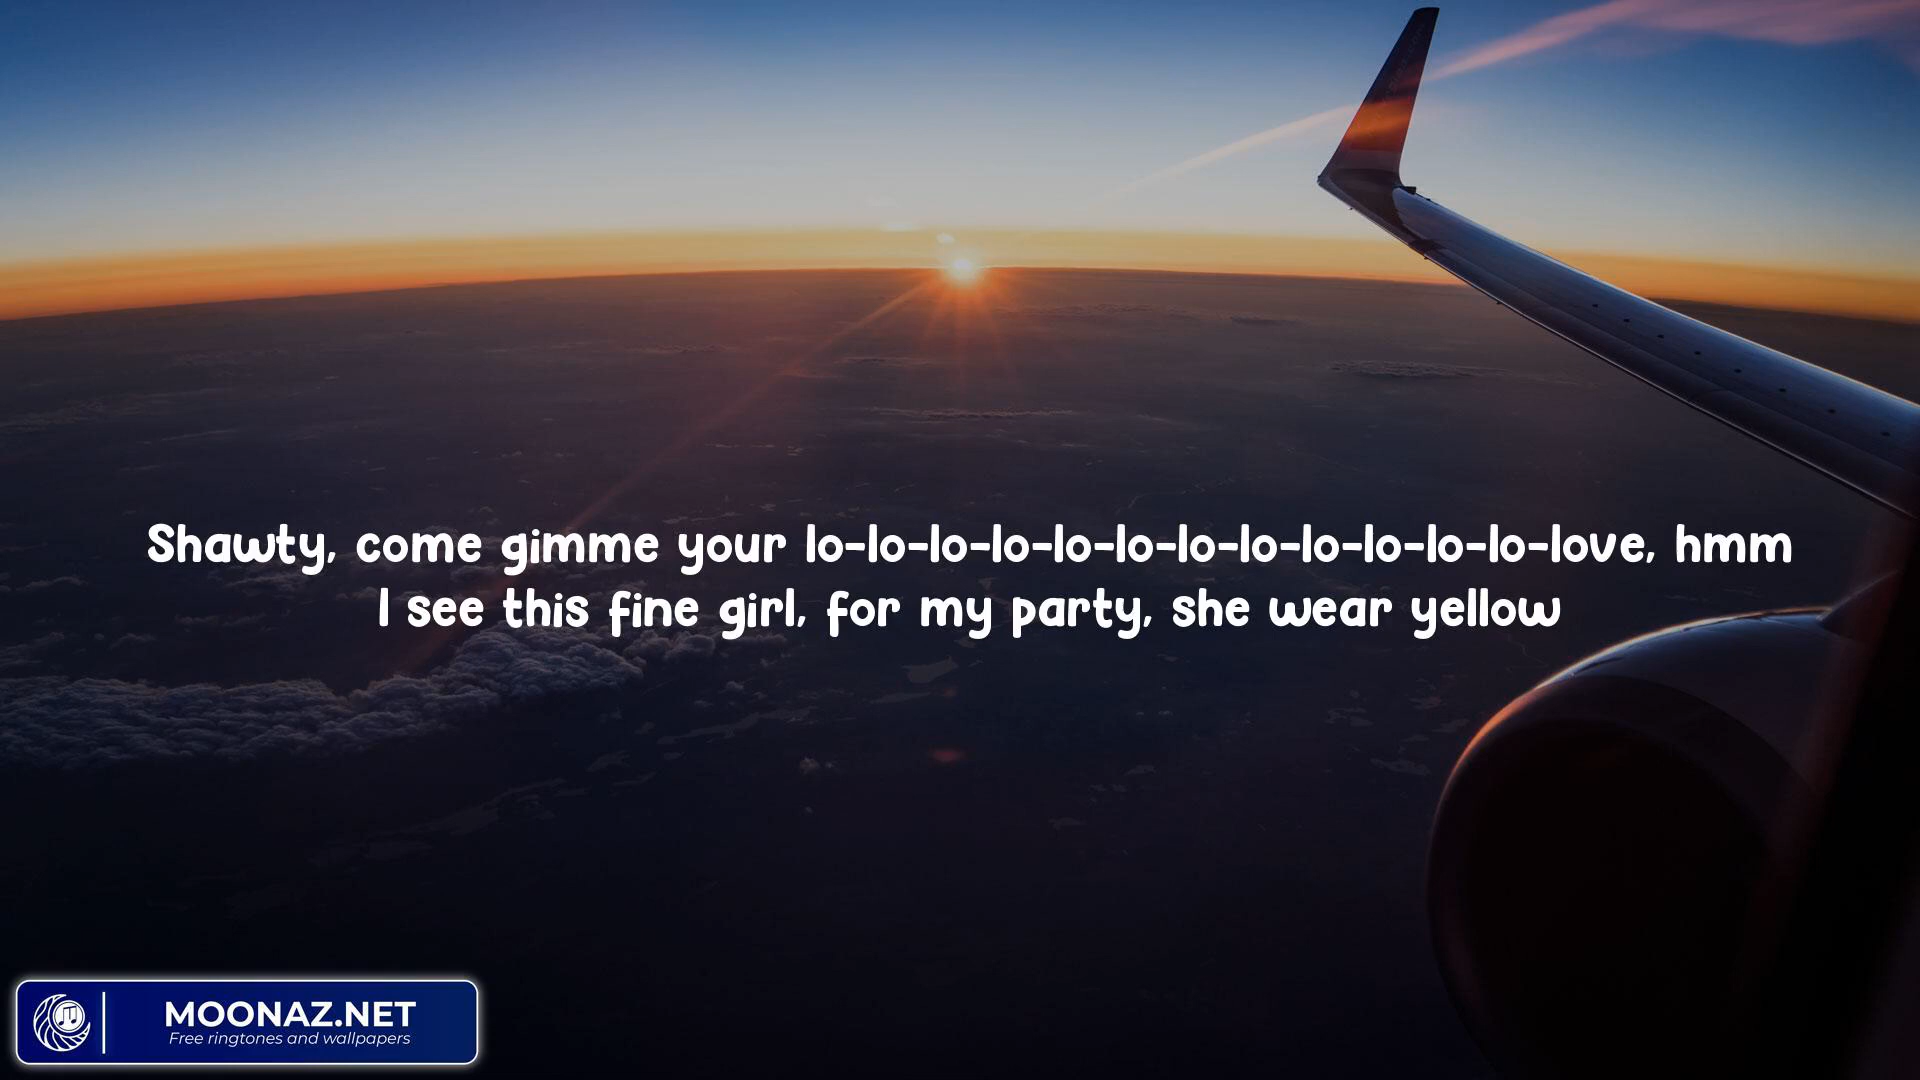 Shawty, come gimme your lo-lo-lo-lo-lo-lo-lo-lo-lo-lo-lo-lo-love, hmm
I see this fine girl, for my party, she wear yellow
MOONAZ.NET
Free ringtones and wallpapers